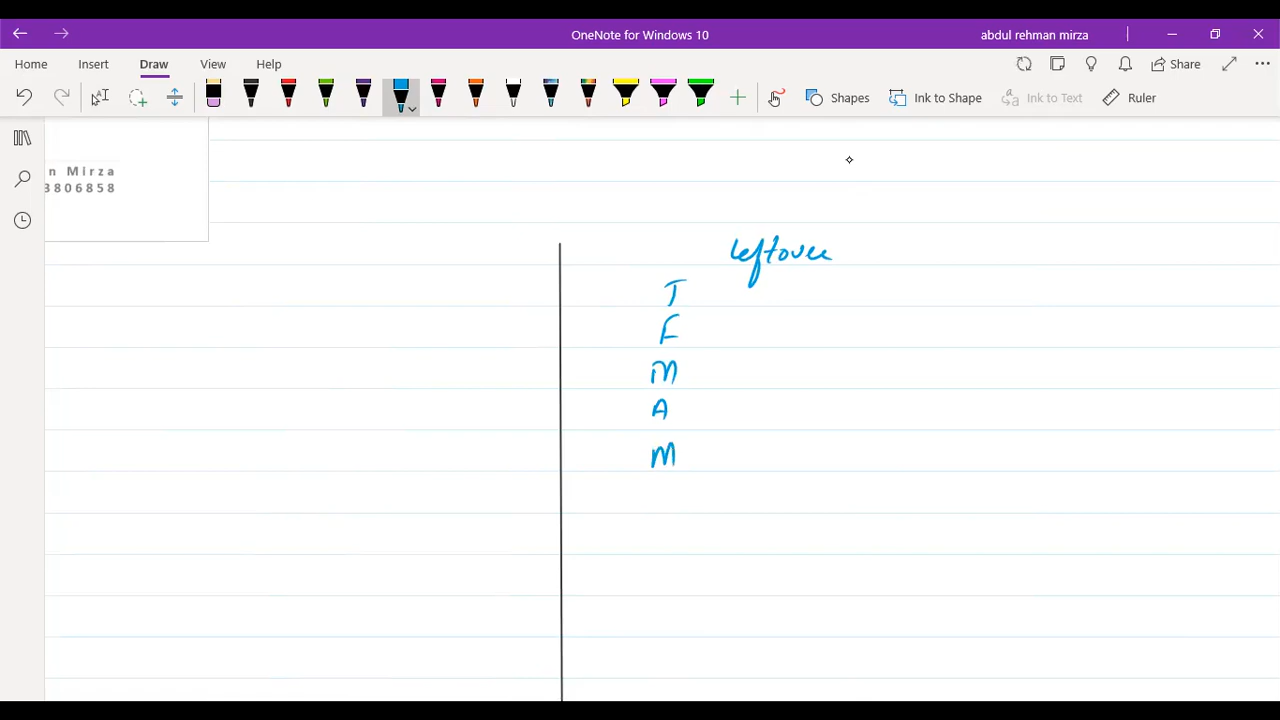 OneNote for Windows 10
abdul rehman mirza
Home Insert Draw View Help
Share
Shapes Ink to Shape Ink to Text Ruler
n Mirza
3806858
leftover
J
F
M
A
M